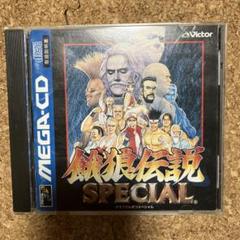 Victor
MEGA-CD
餓狼伝説
SPECIAL